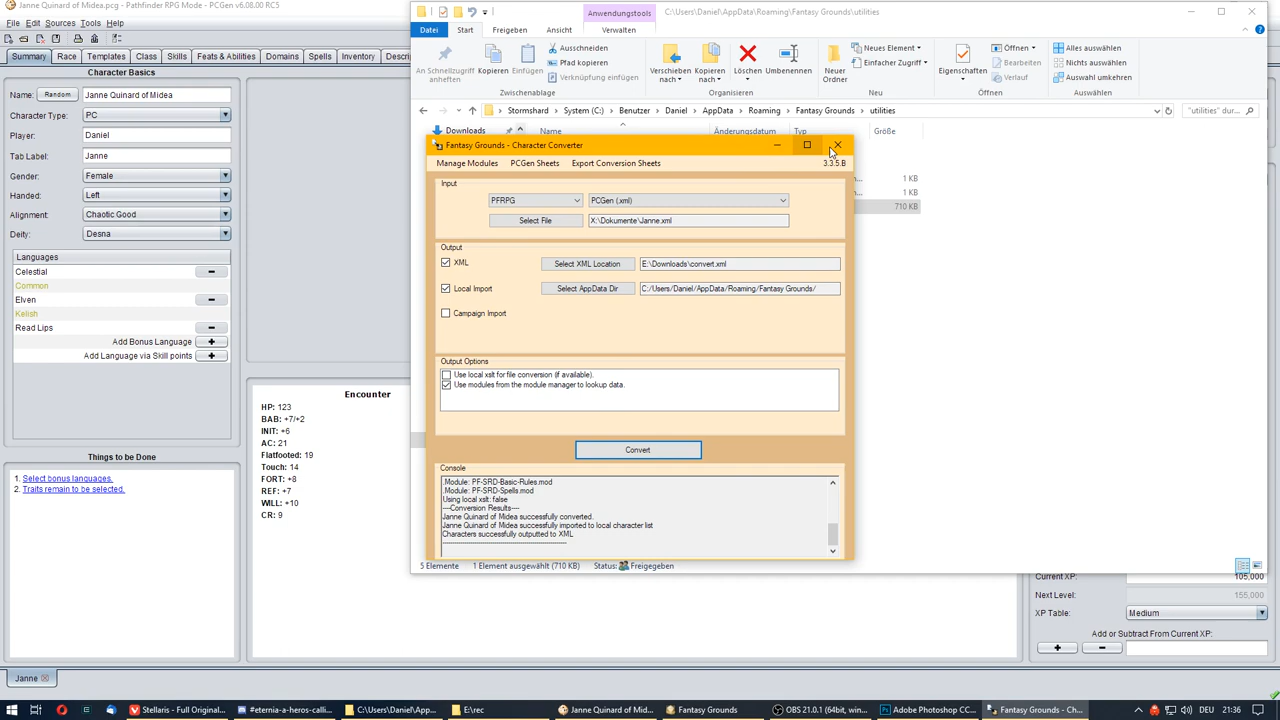 Janne Quinard of Midea.pcg - Pathfinder RPG Mode - PCGen v6.08.00 RC5
File Edit Sources Tools Help
Summary Race Templates Class Skills Feats & Abilities Domains Spells Inventory
Character Basics
Name: Random Janne Quinard of Midea
Character Type: PC
Player: Daniel
Tab Label: Janne
Gender: Female
Handed: Left
Alignment: Chaotic Good
Deity: Desna
Languages
Celestial
Common
Elven
Kelish
Read Lips
Add Bonus Language
Add Language via Skill points
Things to be Done
1. Select bonus languages.
2. Traits remain to be selected.
Encounter
HP: 123
BAB: +7/+2
INIT: +6
AC: 21
Flatfooted: 19
Touch: 14
FORT: +8
REF: +7
WILL: +10
CR: 9
Anwendungstools C:\Users\Daniel\AppData\Roaming\Fantasy Grounds\utilities
Datei Start Freigeben Ansicht Verwalten
An Schnellzugriff anheften
Kopieren
Einfügen
Ausschneiden
Pfad kopieren
Verknüpfung einfügen
Zwischenablage
Verschieben nach
Kopieren nach
Löschen
Umbenennen
Organisieren
Neuer Ordner
Neues Element
Einfacher Zugriff
Neu
Eigenschaften
Öffnen
Bearbeiten
Verlauf
Öffnen
Alles auswählen
Nichts auswählen
Auswahl umkehren
Auswählen
Stormshard System (C:) Benutzer Daniel AppData Roaming Fantasy Grounds utilities "utilities" dur...
Downloads Name Änderungsdatum Typ Größe
1 KB
1 KB
710 KB
Fantasy Grounds - Character Converter
Manage Modules PCGen Sheets Export Conversion Sheets 3.3.5.B
Input
PFRPG PCGen (.xml)
Select File X:\Dokumente\Janne.xml
Output
XML Select XML Location E:\Downloads\convert.xml
Local Import Select AppData Dir C:/Users/Daniel/AppData/Roaming/Fantasy Grounds/
Campaign Import
Output Options
Use local xslt for file conversion (if available).
Use modules from the module manager to lookup data.
Convert
Console
.Module: PF-SRD-Basic-Rules.mod
.Module: PF-SRD-Spells.mod
Using local xslt: false
----Conversion Results----
Janne Quinard of Midea successfully converted.
Janne Quinard of Midea successfully imported to local character list
Characters successfully outputted to XML
5 Elemente 1 Element ausgewählt (710 KB) Status: Freigegeben
Current XP: 105,000
Next Level: 155,000
XP Table: Medium
Add or Subtract From Current XP:
Janne
Stellaris - Full Original... #eternia-a-heros-calli... C:\Users\Daniel\App... E:\rec Janne Quinard of Mid... Fantasy Grounds OBS 21.0.1 (64bit, win... Adobe Photoshop CC... Fantasy Grounds - Ch... DEU 21:36